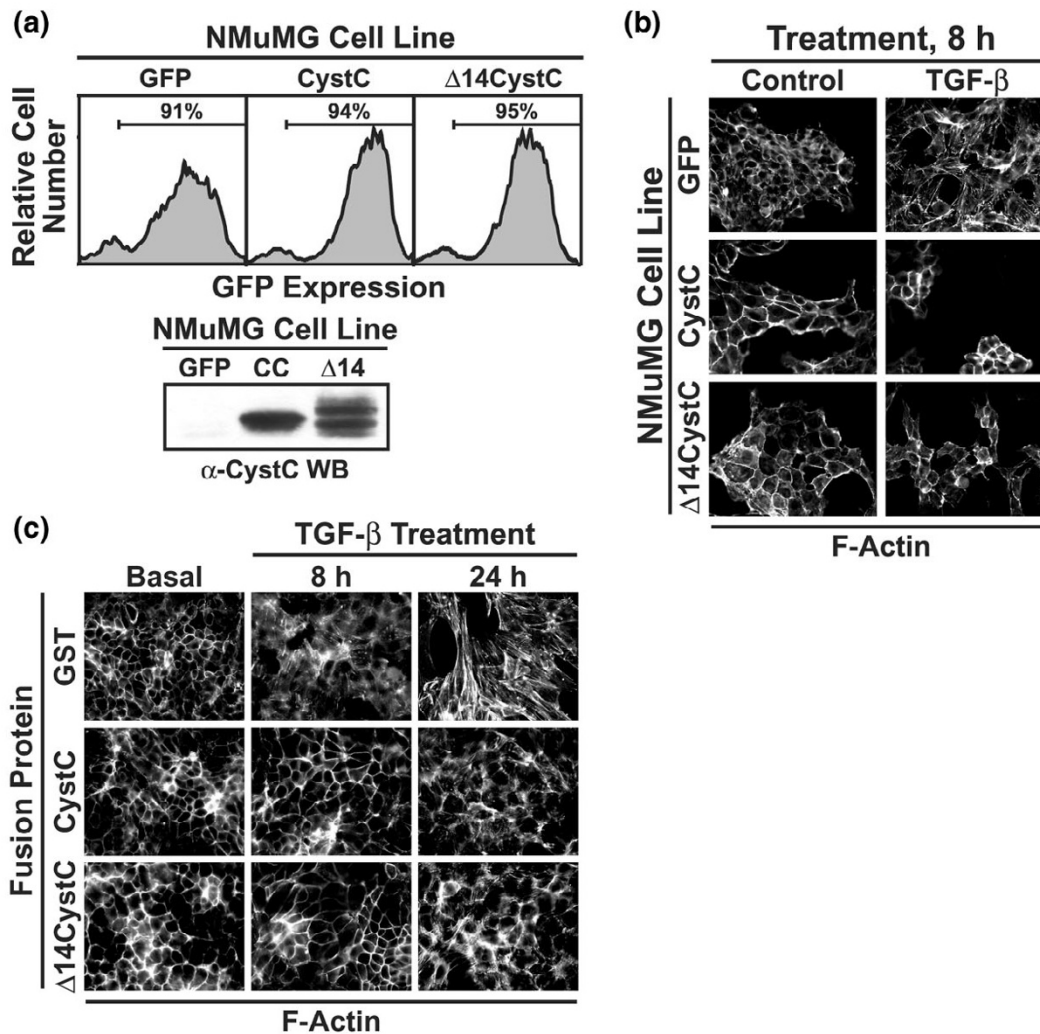 (a)
NMuMG Cell Line
GFP CystC Δ14CystC
91% 94% 95%
Relative Cell
Number
GFP Expression
NMuMG Cell Line
GFP CC Δ14
α-CystC WB
(b)
Treatment, 8 h
Control TGF-β
NMuMG Cell Line
GFP
CystC
Δ14CystC
F-Actin
(c)
TGF-β Treatment
Basal 8 h 24 h
Fusion Protein
GST
CystC
Δ14CystC
F-Actin